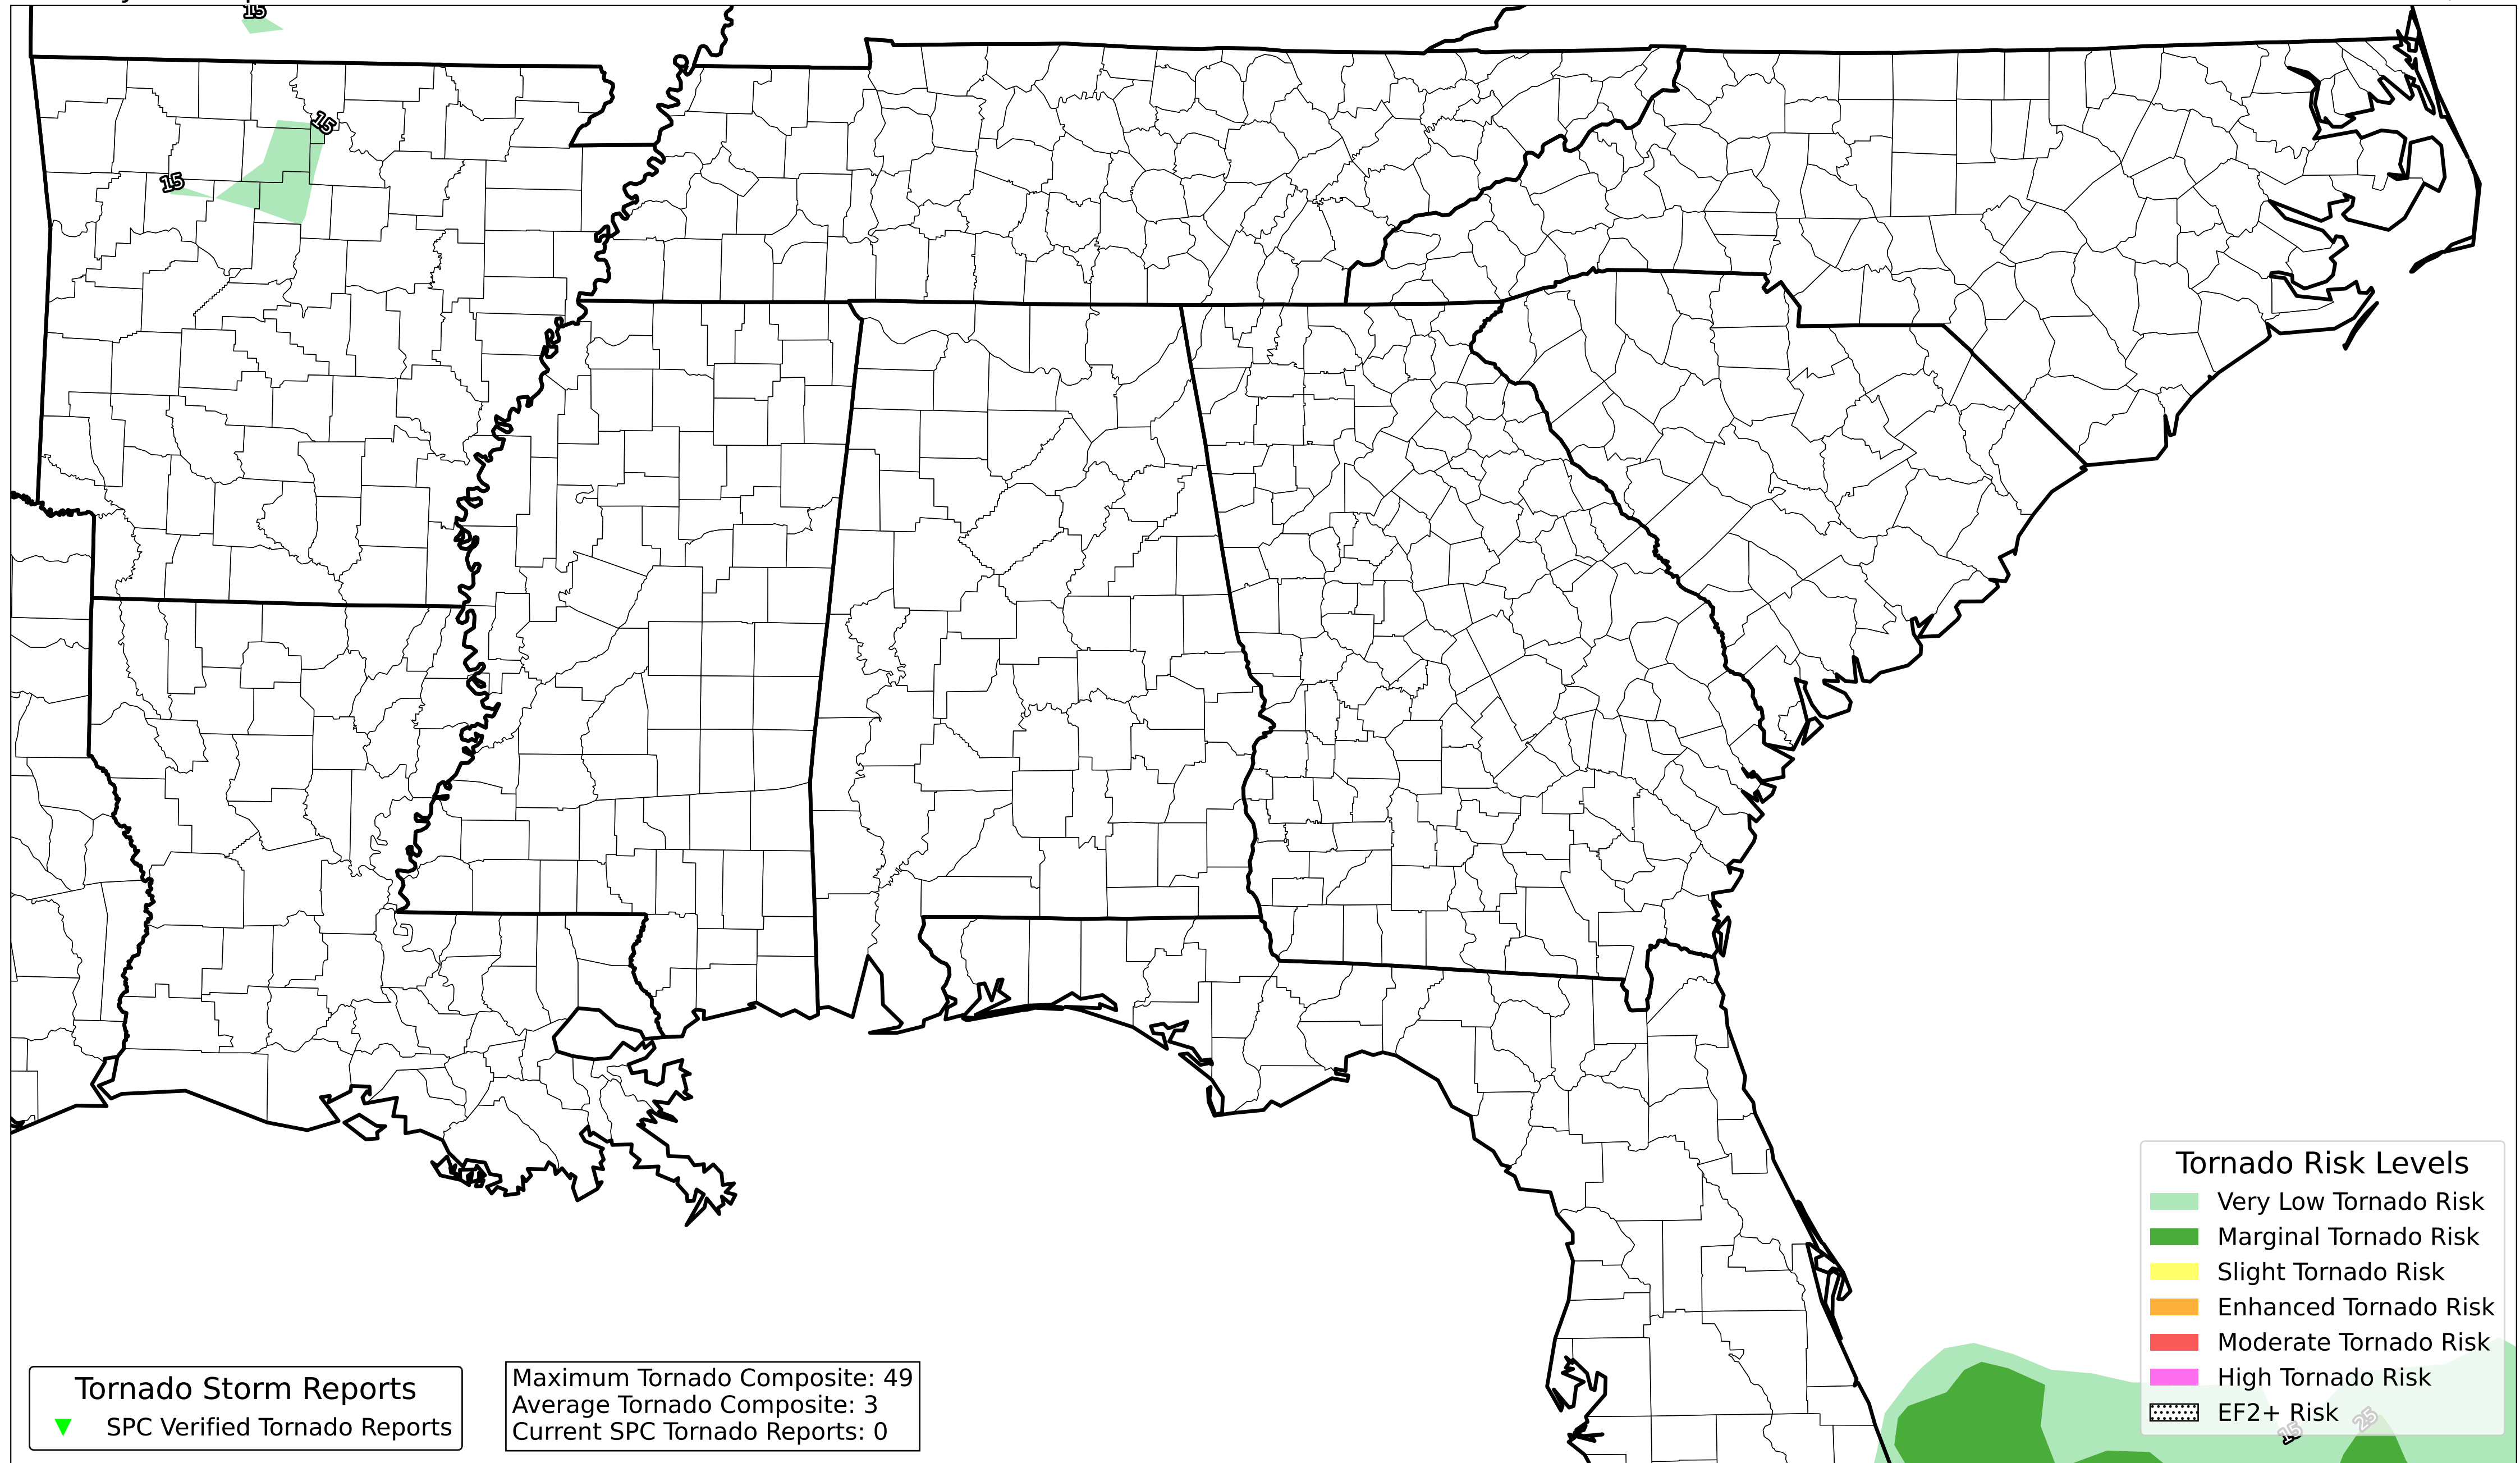 15
15
15
Tornado Risk Levels
Very Low Tornado Risk
Marginal Tornado Risk
Slight Tornado Risk
Enhanced Tornado Risk
Moderate Tornado Risk
High Tornado Risk
EF2+ Risk
15
25
Tornado Storm Reports
SPC Verified Tornado Reports
Maximum Tornado Composite: 49
Average Tornado Composite: 3
Current SPC Tornado Reports: 0